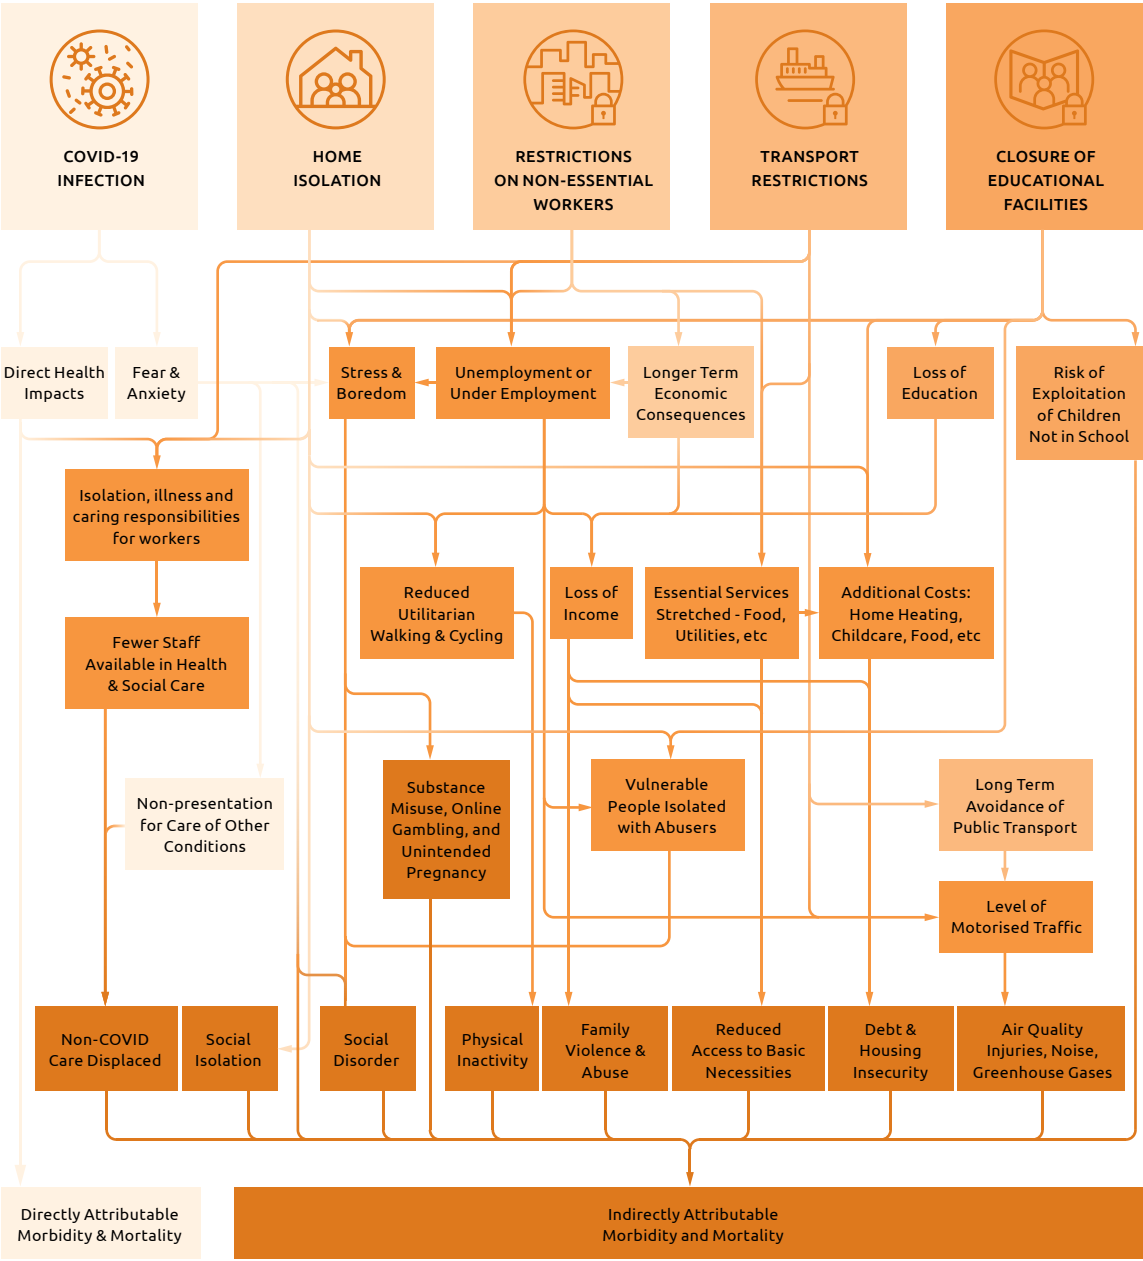 COVID-19
INFECTION
HOME
ISOLATION
RESTRICTIONS
ON NON-ESSENTIAL
WORKERS
TRANSPORT
RESTRICTIONS
CLOSURE OF
EDUCATIONAL
FACILITIES
Direct Health
Impacts
Fear &
Anxiety
Stress &
Boredom
Unemployment or
Under Employment
Longer Term
Economic
Consequences
Loss of
Education
Risk of
Exploitation
of Children
Not in School
Isolation, illness and
caring responsibilities
for workers
Reduced
Utilitarian
Walking & Cycling
Loss of
Income
Essential Services
Stretched - Food,
Utilities, etc
Additional Costs:
Home Heating,
Childcare, Food, etc
Fewer Staff
Available in Health
& Social Care
Non-presentation
for Care of Other
Conditions
Substance
Misuse, Online
Gambling, and
Unintended
Pregnancy
Vulnerable
People Isolated
with Abusers
Long Term
Avoidance of
Public Transport
Level of
Motorised Traffic
Non-COVID
Care Displaced
Social
Isolation
Social
Disorder
Physical
Inactivity
Family
Violence &
Abuse
Reduced
Access to Basic
Necessities
Debt &
Housing
Insecurity
Air Quality
Injuries, Noise,
Greenhouse Gases
Directly Attributable
Morbidity & Mortality
Indirectly Attributable
Morbidity and Mortality